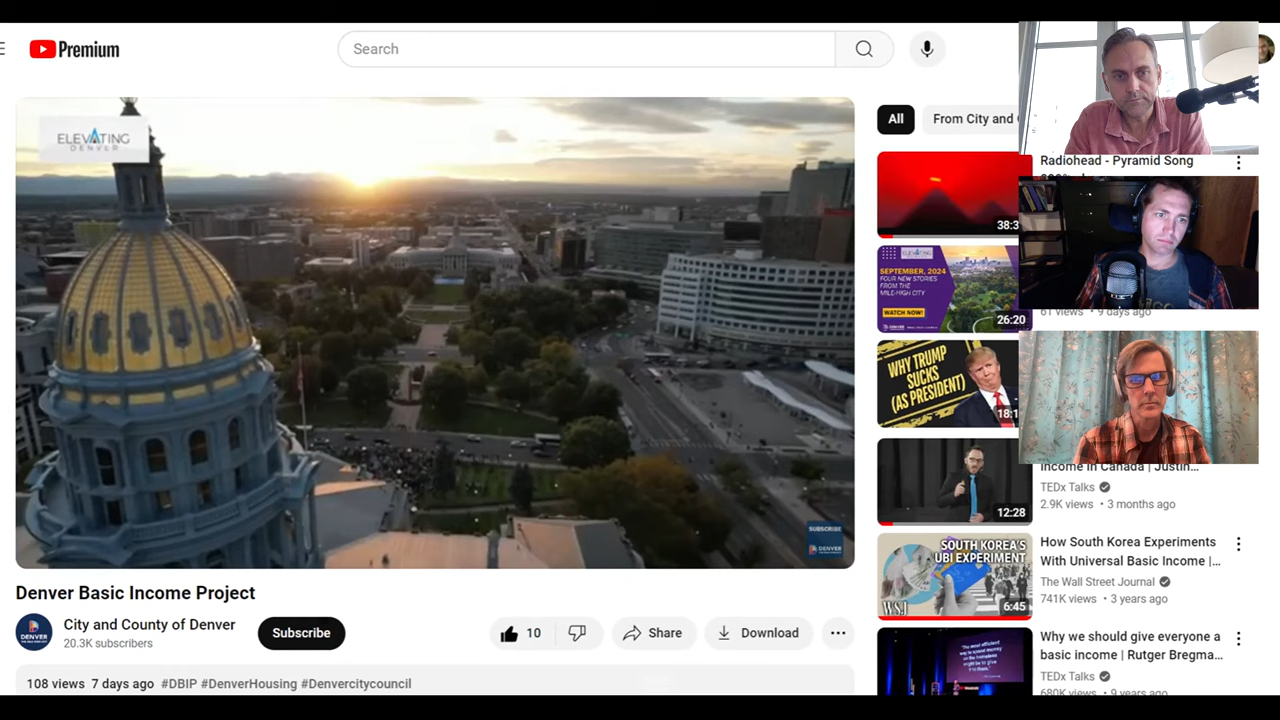 Premium
Search
ELEVATING
DENVER
SUBSCRIBE
DENVER
Denver Basic Income Project
DENVER
City and County of Denver
20.3K subscribers
Subscribe
10
Share
Download
108 views 7 days ago #DBIP #DenverHousing #Denvercitycouncil
All
From City and
Radiohead - Pyramid Song
38:3
ELEVATING
SEPTEMBER, 2024
FOUR NEW STORIES
FROM THE
MILE-HIGH CITY
WATCH NOW!
26:20
61 views • 9 days ago
WHY TRUMP
SUCKS
(AS PRESIDENT)
18:1
12:28
Income in Canada | Justin...
TEDx Talks
2.9K views • 3 months ago
SOUTH KOREA'S
UBI EXPERIMENT
WSJ
6:45
How South Korea Experiments
With Universal Basic Income |...
The Wall Street Journal
741K views • 3 years ago
Why we should give everyone a
basic income | Rutger Bregma...
TEDx Talks
680K views • 9 years ago